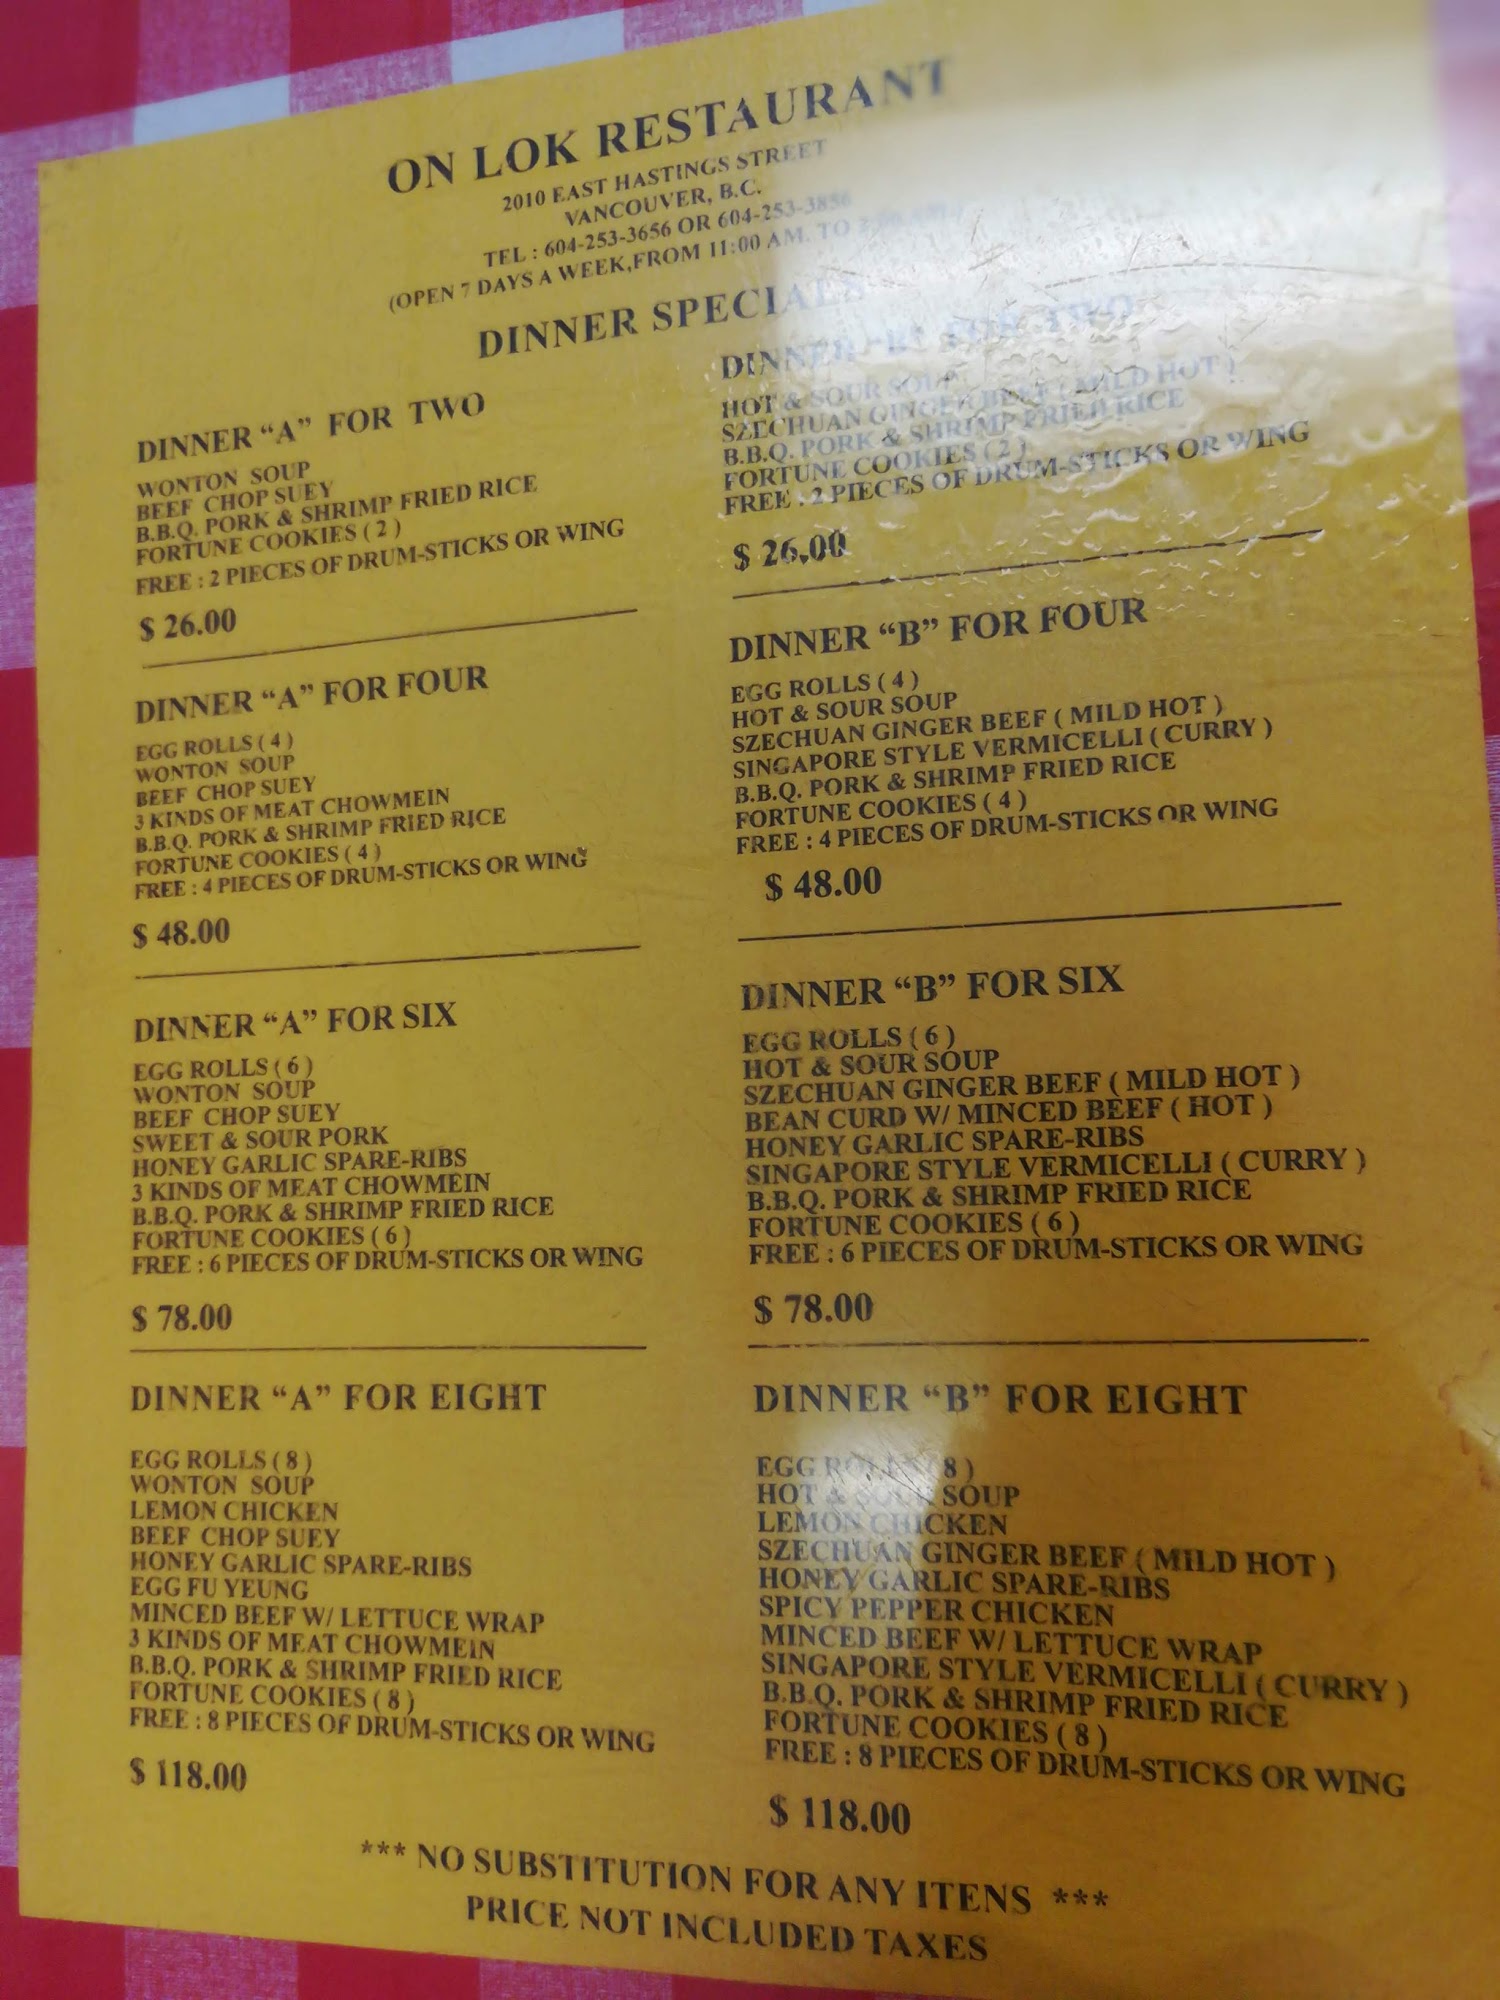 ON LOK RESTAURANT
2010 EAST HASTINGS STREET
VANCOUVER, B.C.
TEL : 604-253-3656 OR 604-253-3856
(OPEN 7 DAYS A WEEK,FROM 11:00 AM. TO
DINNER SPECIAL
DINNER “A” FOR TWO
WONTON SOUP
BEEF CHOP SUEY
B.B.Q. PORK & SHRIMP FRIED RICE
FORTUNE COOKIES ( 2 )
FREE : 2 PIECES OF DRUM-STICKS OR WING
$ 26.00
DINNER “A” FOR FOUR
EGG ROLLS ( 4 )
WONTON SOUP
BEEF CHOP SUEY
3 KINDS OF MEAT CHOWMEIN
B.B.Q. PORK & SHRIMP FRIED RICE
FORTUNE COOKIES ( 4 )
FREE : 4 PIECES OF DRUM-STICKS OR WING
$ 48.00
DINNER “A” FOR SIX
EGG ROLLS ( 6 )
WONTON SOUP
BEEF CHOP SUEY
SWEET & SOUR PORK
HONEY GARLIC SPARE-RIBS
3 KINDS OF MEAT CHOWMEIN
B.B.Q. PORK & SHRIMP FRIED RICE
FORTUNE COOKIES ( 6 )
FREE : 6 PIECES OF DRUM-STICKS OR WING
$ 78.00
DINNER “A” FOR EIGHT
EGG ROLLS ( 8 )
WONTON SOUP
LEMON CHICKEN
BEEF CHOP SUEY
HONEY GARLIC SPARE-RIBS
EGG FU YEUNG
MINCED BEEF W/ LETTUCE WRAP
3 KINDS OF MEAT CHOWMEIN
B.B.Q. PORK & SHRIMP FRIED RICE
FORTUNE COOKIES ( 8 )
FREE : 8 PIECES OF DRUM-STICKS OR WING
$ 118.00
DINNER “B” FOR TWO
HOT & SOUR SOUP
SZECHUAN GINGER BEEF ( MILD HOT )
B.B.Q. PORK & SHRIMP FRIED RICE
FORTUNE COOKIES ( 2 )
FREE : 2 PIECES OF DRUM-STICKS OR WING
$ 26.00
DINNER “B” FOR FOUR
EGG ROLLS ( 4 )
HOT & SOUR SOUP
SZECHUAN GINGER BEEF ( MILD HOT )
SINGAPORE STYLE VERMICELLI ( CURRY )
B.B.Q. PORK & SHRIMP FRIED RICE
FORTUNE COOKIES ( 4 )
FREE : 4 PIECES OF DRUM-STICKS OR WING
$ 48.00
DINNER “B” FOR SIX
EGG ROLLS ( 6 )
HOT & SOUR SOUP
SZECHUAN GINGER BEEF ( MILD HOT )
BEAN CURD W/ MINCED BEEF ( HOT )
HONEY GARLIC SPARE-RIBS
SINGAPORE STYLE VERMICELLI ( CURRY )
B.B.Q. PORK & SHRIMP FRIED RICE
FORTUNE COOKIES ( 6 )
FREE : 6 PIECES OF DRUM-STICKS OR WING
$ 78.00
DINNER “B” FOR EIGHT
EGG ROLLS ( 8 )
HOT & SOUR SOUP
LEMON CHICKEN
SZECHUAN GINGER BEEF ( MILD HOT )
HONEY GARLIC SPARE-RIBS
SPICY PEPPER CHICKEN
MINCED BEEF W/ LETTUCE WRAP
SINGAPORE STYLE VERMICELLI ( CURRY )
B.B.Q. PORK & SHRIMP FRIED RICE
FORTUNE COOKIES ( 8 )
FREE : 8 PIECES OF DRUM-STICKS OR WING
$ 118.00
*** NO SUBSTITUTION FOR ANY ITENS ***
PRICE NOT INCLUDED TAXES